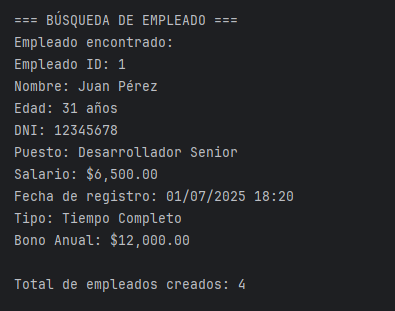 === BÚSQUEDA DE EMPLEADO ===
Empleado encontrado:
Empleado ID: 1
Nombre: Juan Pérez
Edad: 31 años
DNI: 12345678
Puesto: Desarrollador Senior
Salario: $6,500.00
Fecha de registro: 01/07/2025 18:20
Tipo: Tiempo Completo
Bono Anual: $12,000.00
Total de empleados creados: 4